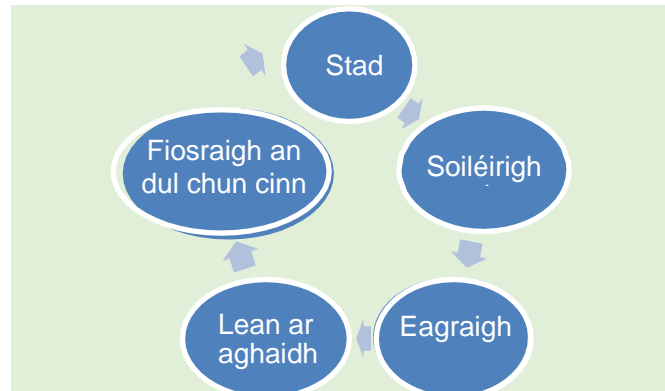 Stad
Soiléirigh
Eagraigh
Lean ar
aghaidh
Fiosraigh an
dul chun cinn